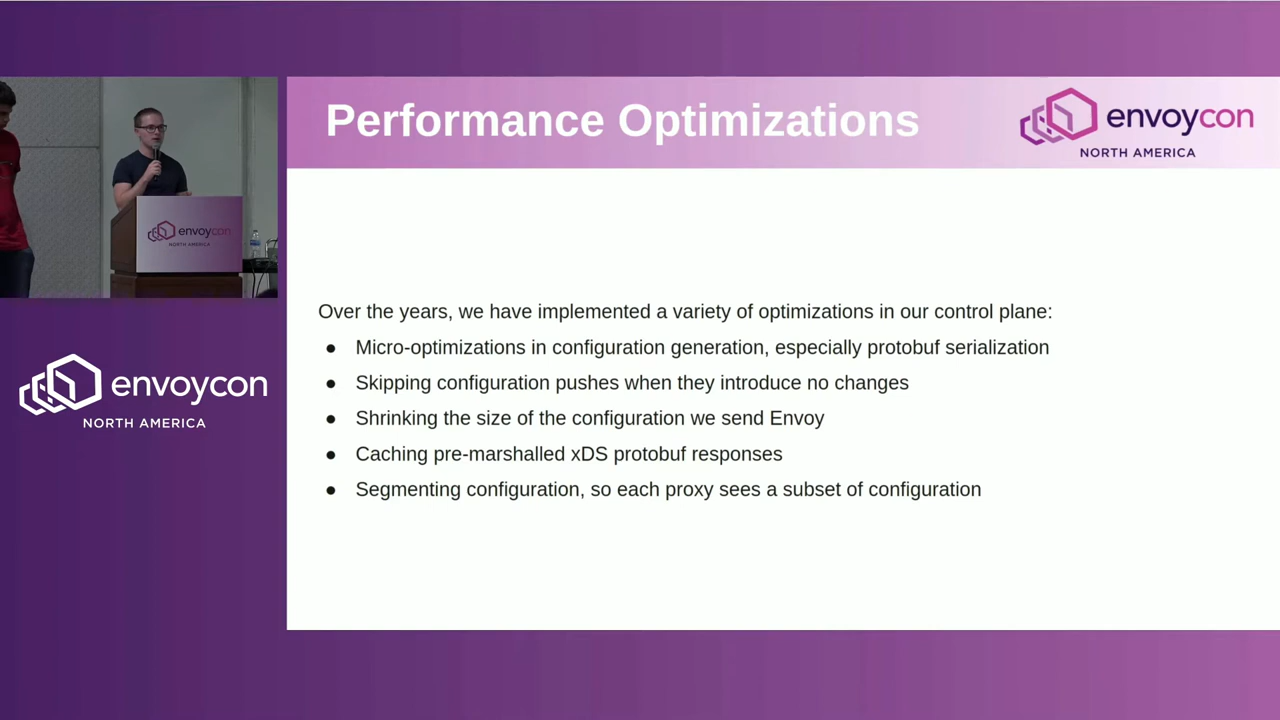 Performance Optimizations
envoycon
NORTH AMERICA
envoycon
NORTH AMERICA
Over the years, we have implemented a variety of optimizations in our control plane:
● Micro-optimizations in configuration generation, especially protobuf serialization
● Skipping configuration pushes when they introduce no changes
● Shrinking the size of the configuration we send Envoy
● Caching pre-marshalled xDS protobuf responses
● Segmenting configuration, so each proxy sees a subset of configuration
envoycon
NORTH AMERICA